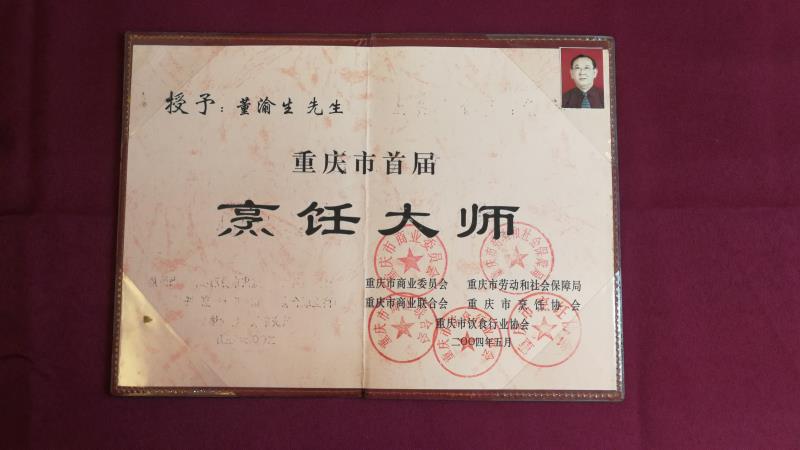 授予：董渝生 先生
重庆市首届
烹饪大师
重庆市商业委员会 重庆市劳动和社会保障局
重庆市商业联合会 重庆市烹饪协会
重庆市饮食行业协会
二〇〇四年五月